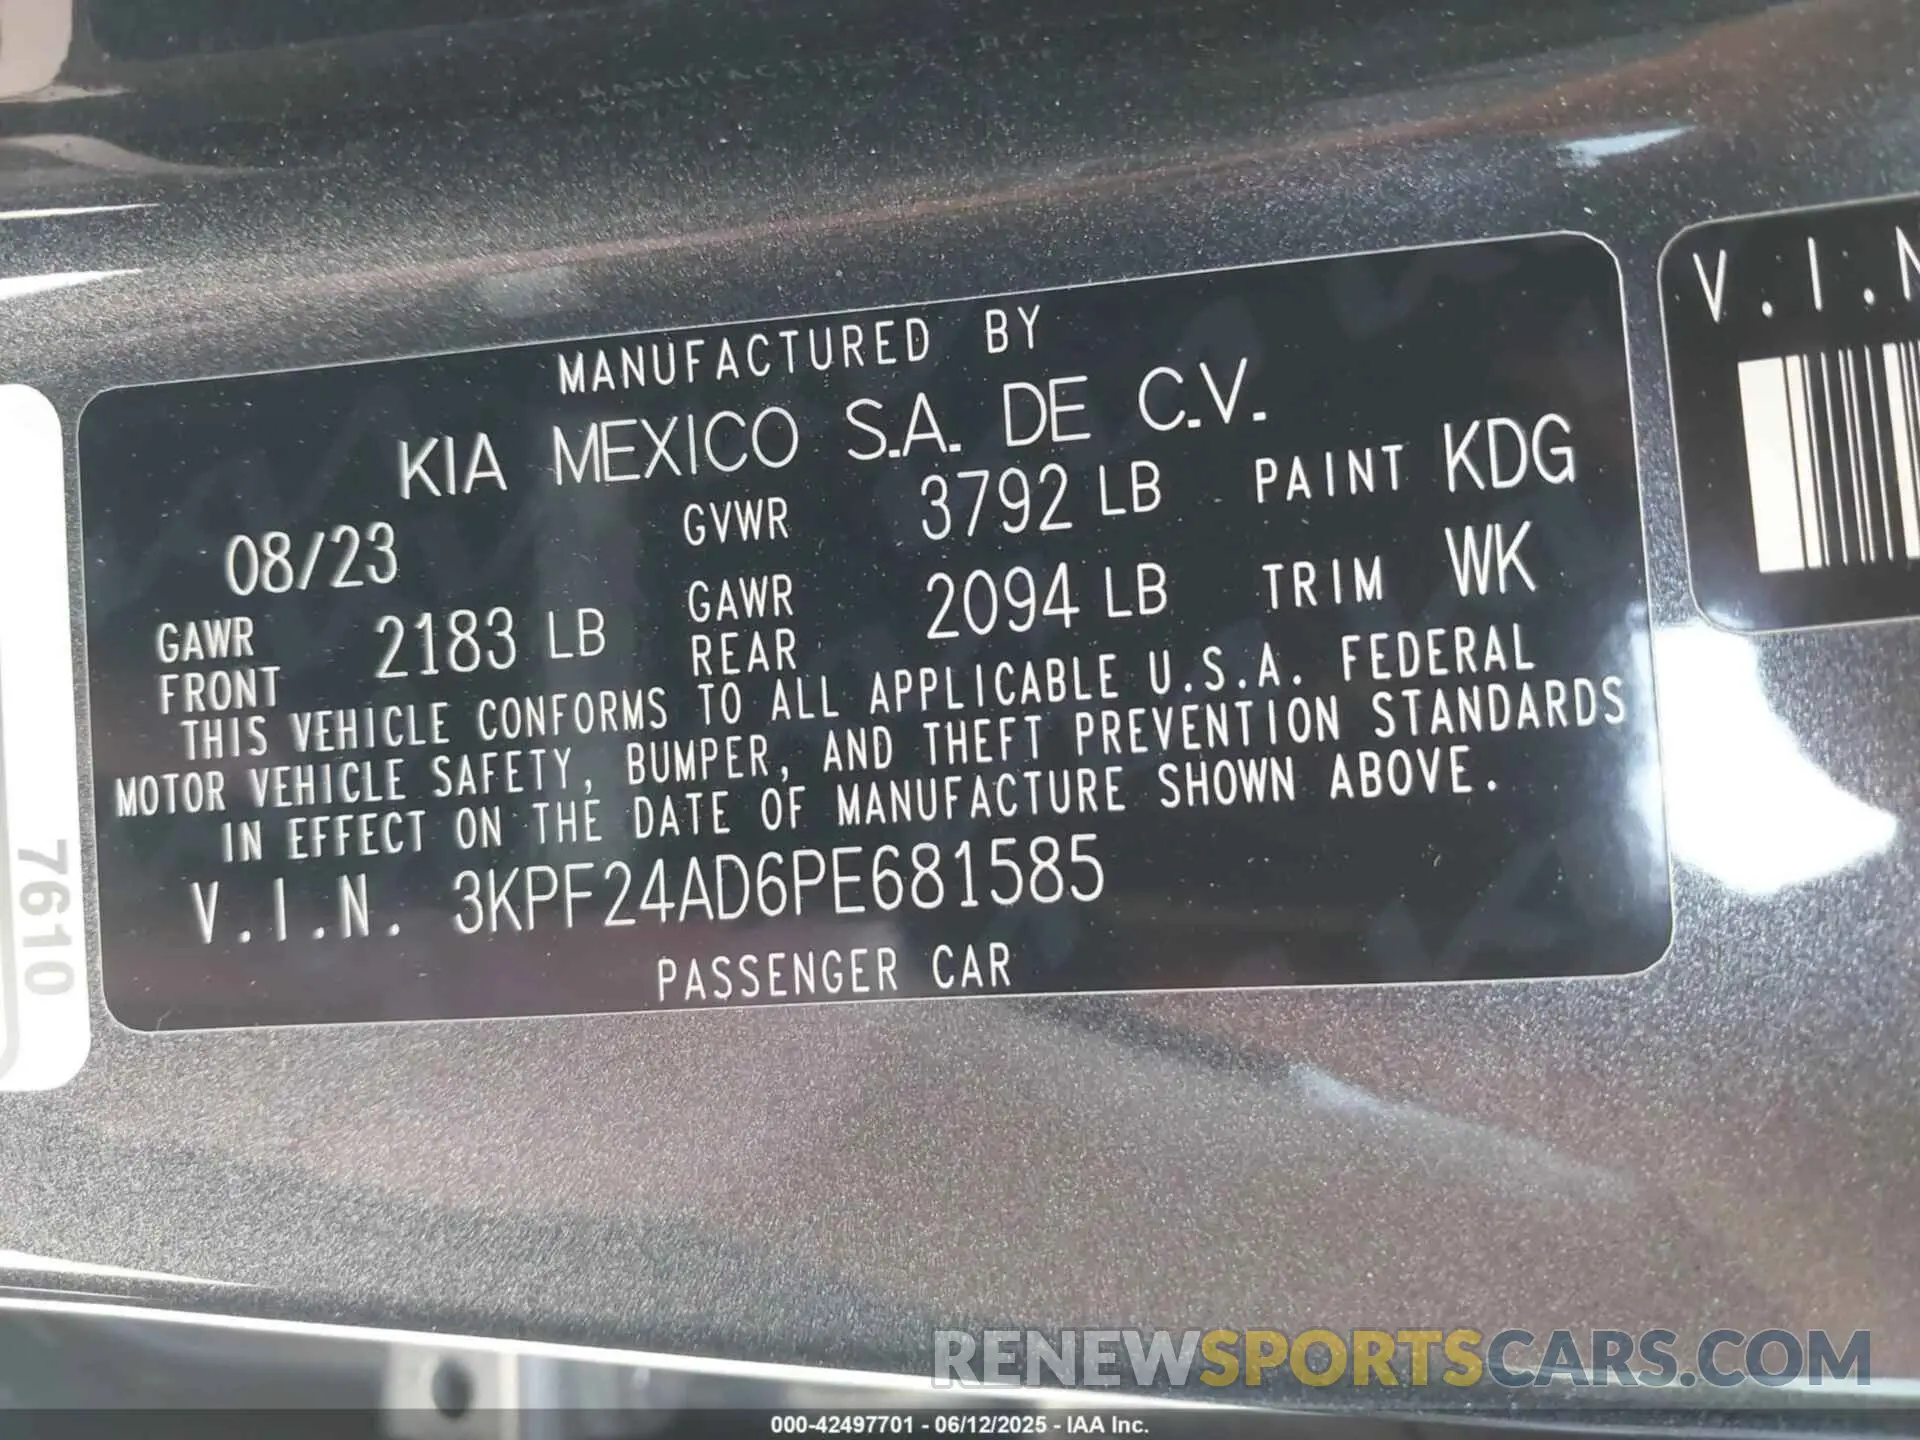 MANUFACTURED BY
KIA MEXICO S.A. DE C.V.
08/23 GVWR 3792 LB PAINT KDG
GAWR FRONT 2183 LB GAWR REAR 2094 LB TRIM WK
THIS VEHICLE CONFORMS TO ALL APPLICABLE U.S.A. FEDERAL
MOTOR VEHICLE SAFETY, BUMPER, AND THEFT PREVENTION STANDARDS
IN EFFECT ON THE DATE OF MANUFACTURE SHOWN ABOVE.
V.I.N. 3KPF24AD6PE681585
PASSENGER CAR
V.I.N
7610
RENEWSPORTSCARS.COM
000-42497701 - 06/12/2025 - IAA Inc.